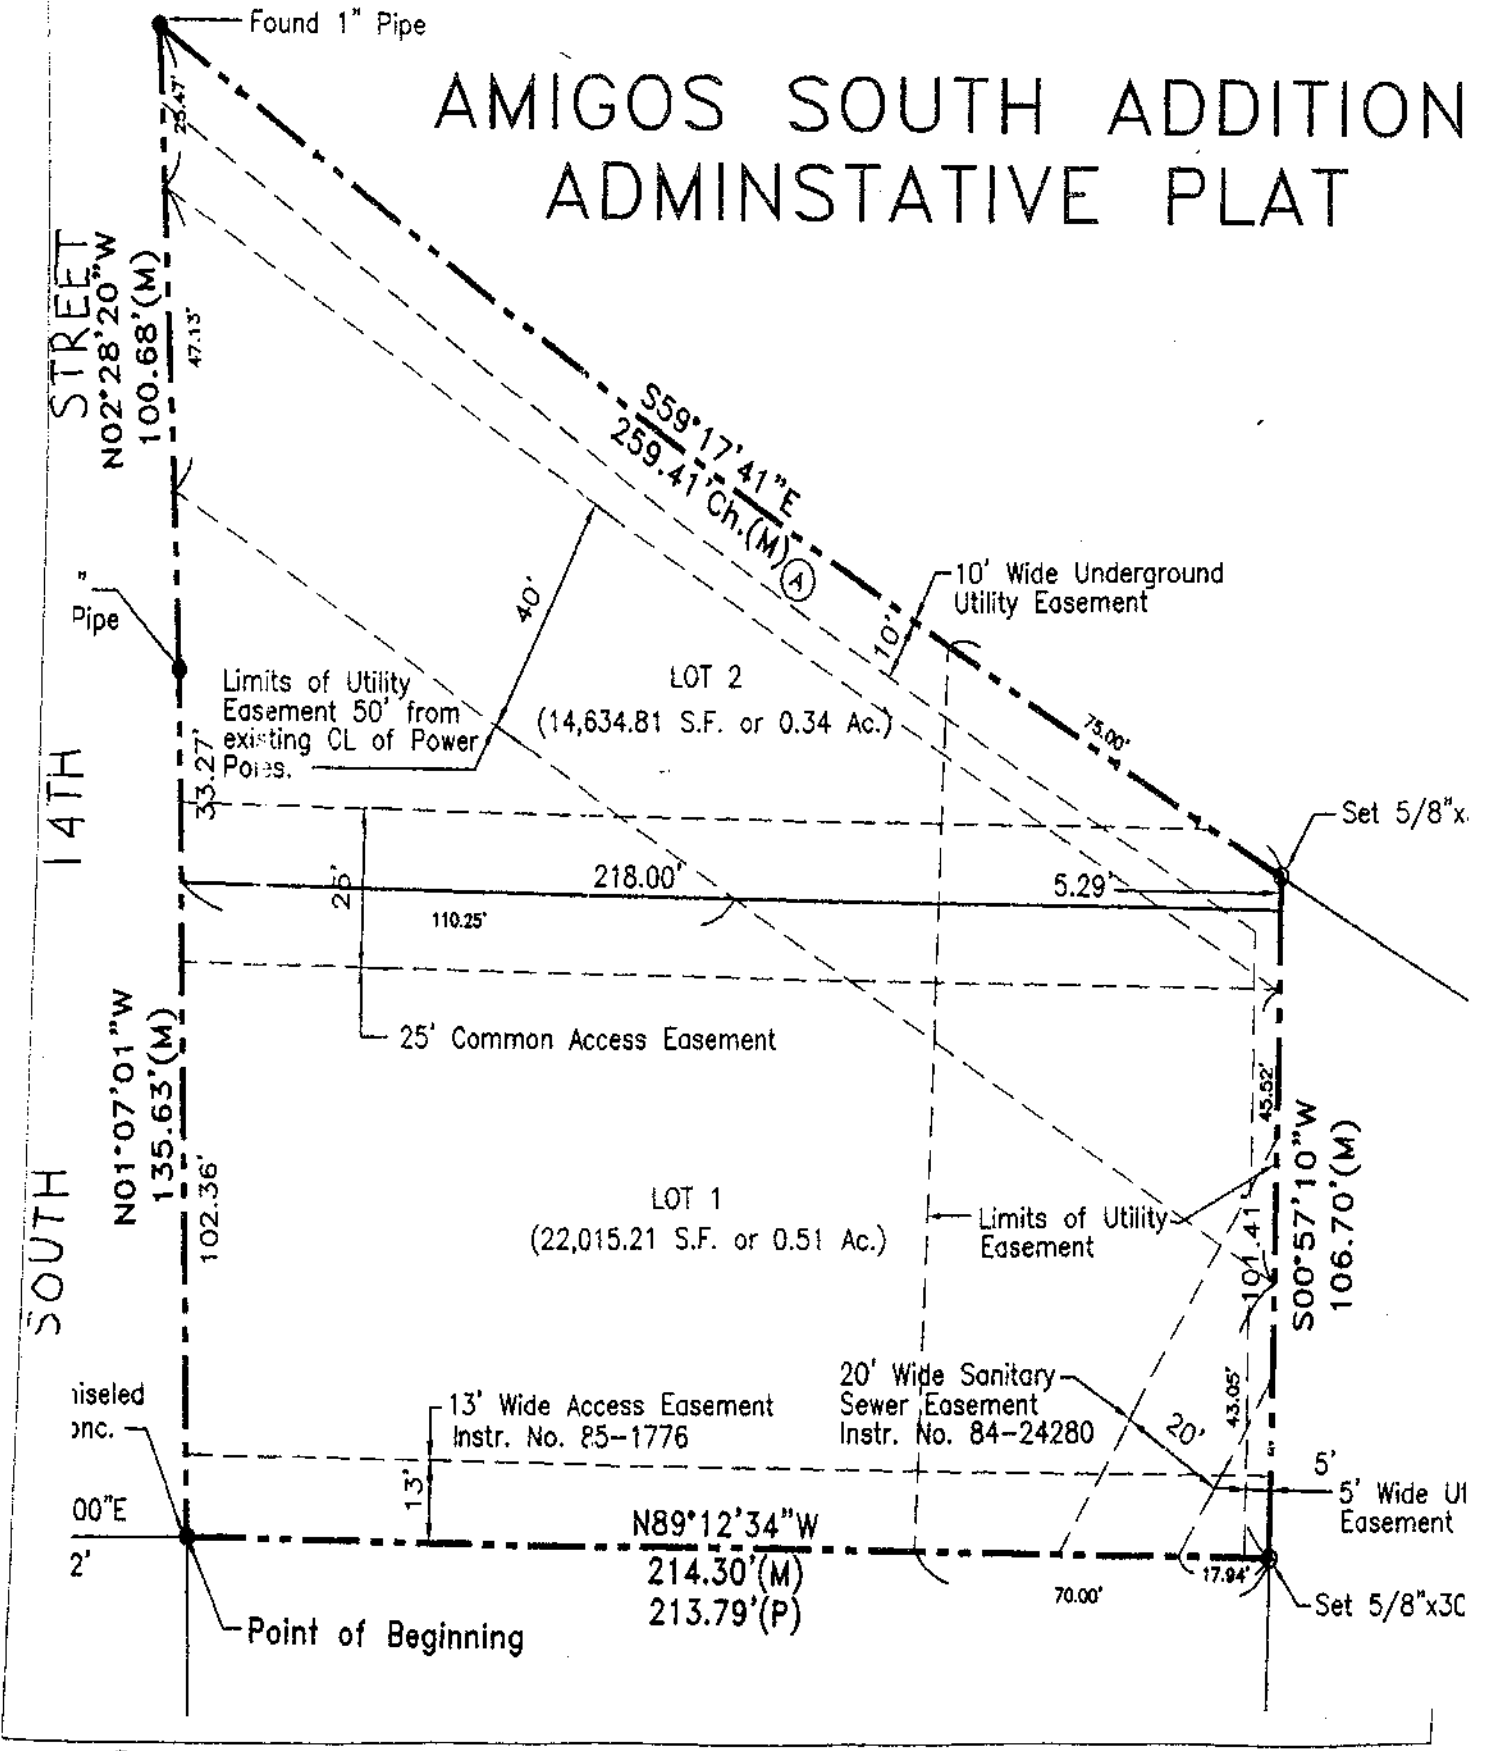 Found 1" Pipe
AMIGOS SOUTH ADDITION
ADMINSTATIVE PLAT
25.47'
STREET
N02°28'20"W
100.68'(M)
47.13'
S59°17'41"E
259.41'Ch.(M)
A
10' Wide Underground
Utility Easement
10'
40'
"
Pipe
LOT 2
(14,634.81 S.F. or 0.34 Ac.)
Limits of Utility
Easement 50' from
existing CL of Power
Poles.
75.00'
33.27'
14TH
Set 5/8"x
218.00'
5.29'
110.25'
25' Common Access Easement
N01°07'01"W
135.63'(M)
102.36'
45.52'
S00°57'10"W
106.70'(M)
101.41
LOT 1
(22,015.21 S.F. or 0.51 Ac.)
Limits of Utility
Easement
SOUTH
niseled
onc.
13' Wide Access Easement
Instr. No. 85-1776
13'
20' Wide Sanitary
Sewer Easement
Instr. No. 84-24280
20'
43.05'
5'
5' Wide Ut
Easement
00"E
2'
N89°12'34"W
214.30'(M)
213.79'(P)
70.00'
17.94'
Set 5/8"x30
Point of Beginning